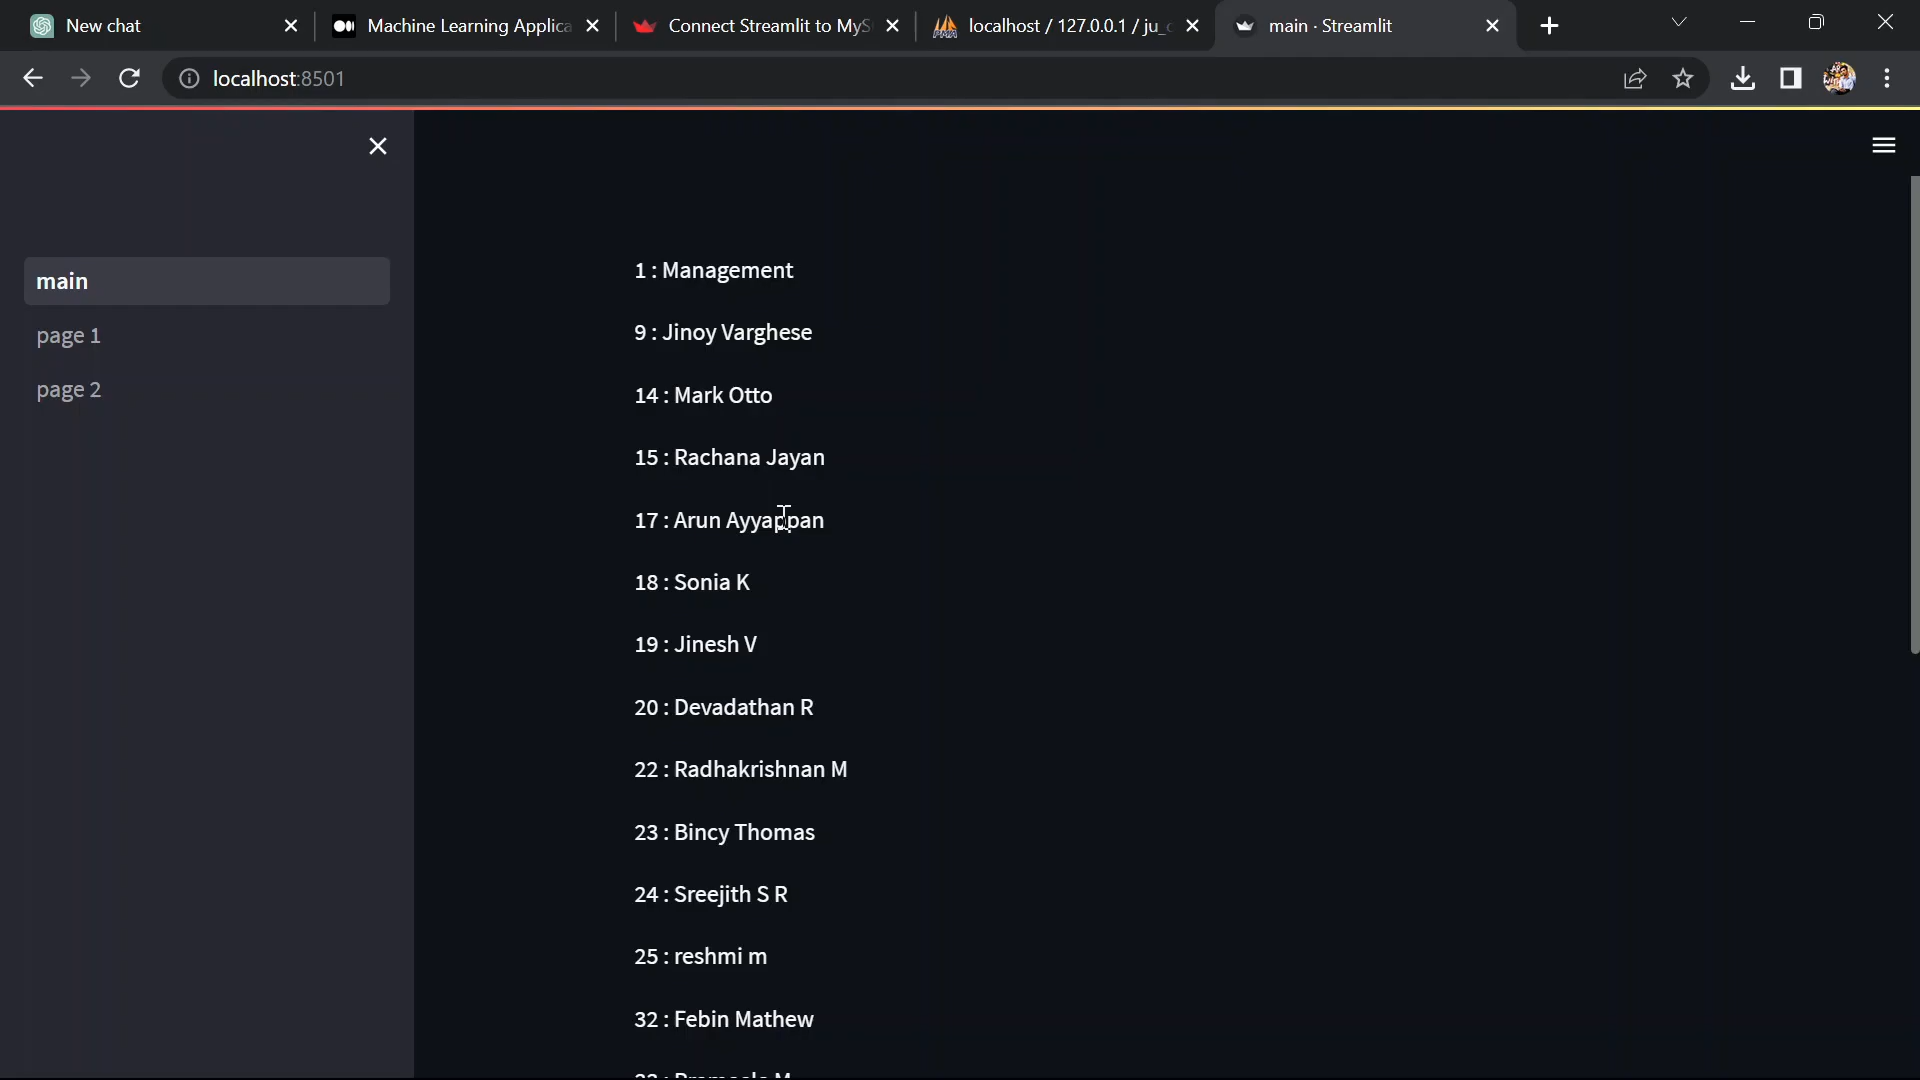 New chat
Machine Learning Applica
Connect Streamlit to MyS
localhost / 127.0.0.1 / ju_
main · Streamlit
localhost:8501
main
page 1
page 2
1 : Management
9 : Jinoy Varghese
14 : Mark Otto
15 : Rachana Jayan
17 : Arun Ayyappan
18 : Sonia K
19 : Jinesh V
20 : Devadathan R
22 : Radhakrishnan M
23 : Bincy Thomas
24 : Sreejith S R
25 : reshmi m
32 : Febin Mathew